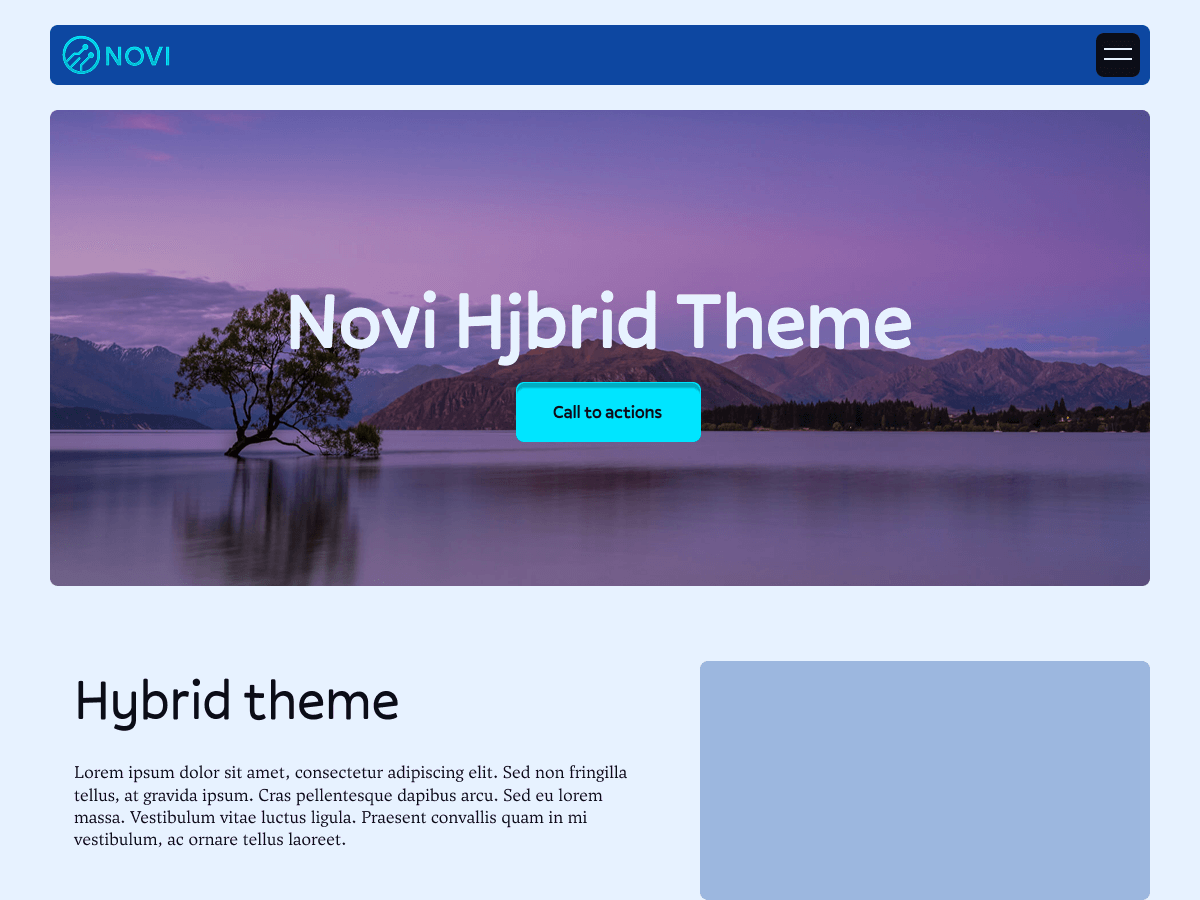 NOVI
Novi Hjbrid Theme
Call to actions
Hybrid theme
Lorem ipsum dolor sit amet, consectetur adipiscing elit. Sed non fringilla
tellus, at gravida ipsum. Cras pellentesque dapibus arcu. Sed eu lorem
massa. Vestibulum vitae luctus ligula. Praesent convallis quam in mi
vestibulum, ac ornare tellus laoreet.